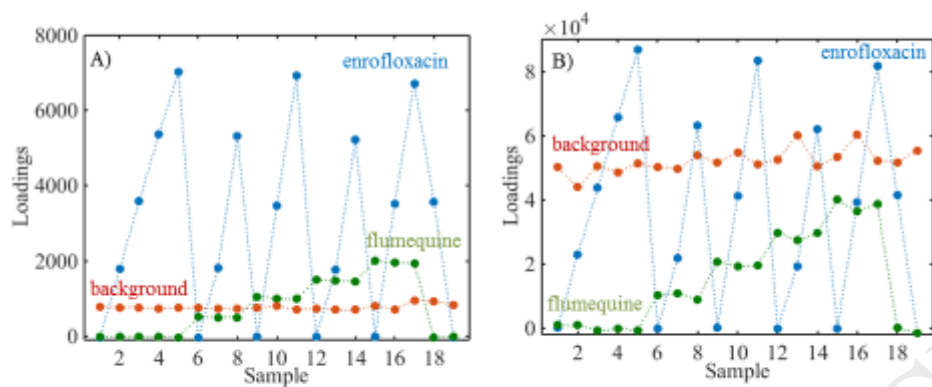 A)
enrofloxacin
background
flumequine
Loadings
8000
6000
4000
2000
0
2 4 6 8 10 12 14 16 18
Sample
× 10⁴
B)
enrofloxacin
background
flumequine
Loadings
8
6
4
2
0
2 4 6 8 10 12 14 16 18
Sample